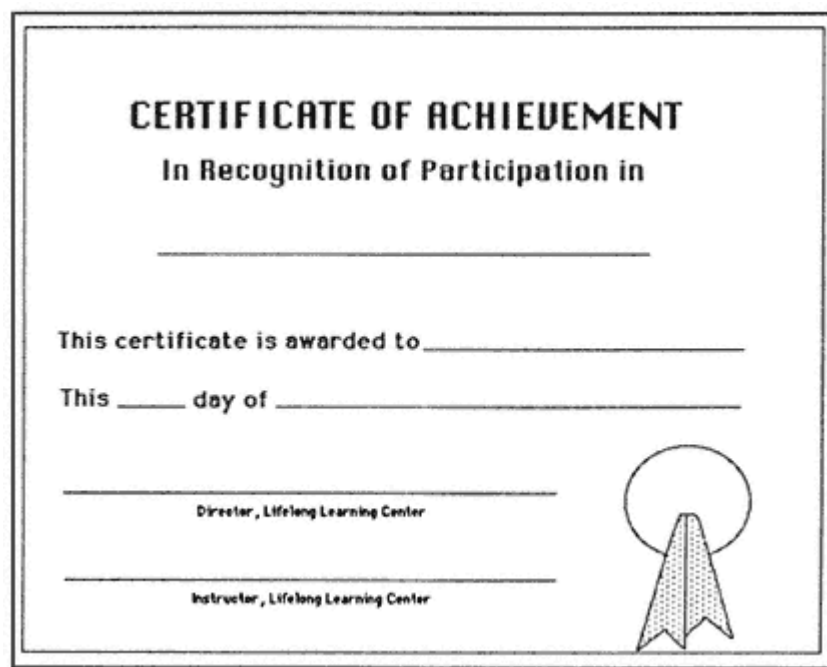 CERTIFICATE OF ACHIEVEMENT
In Recognition of Participation in
This certificate is awarded to
This day of
Director, Lifelong Learning Center
Instructor, Lifelong Learning Center